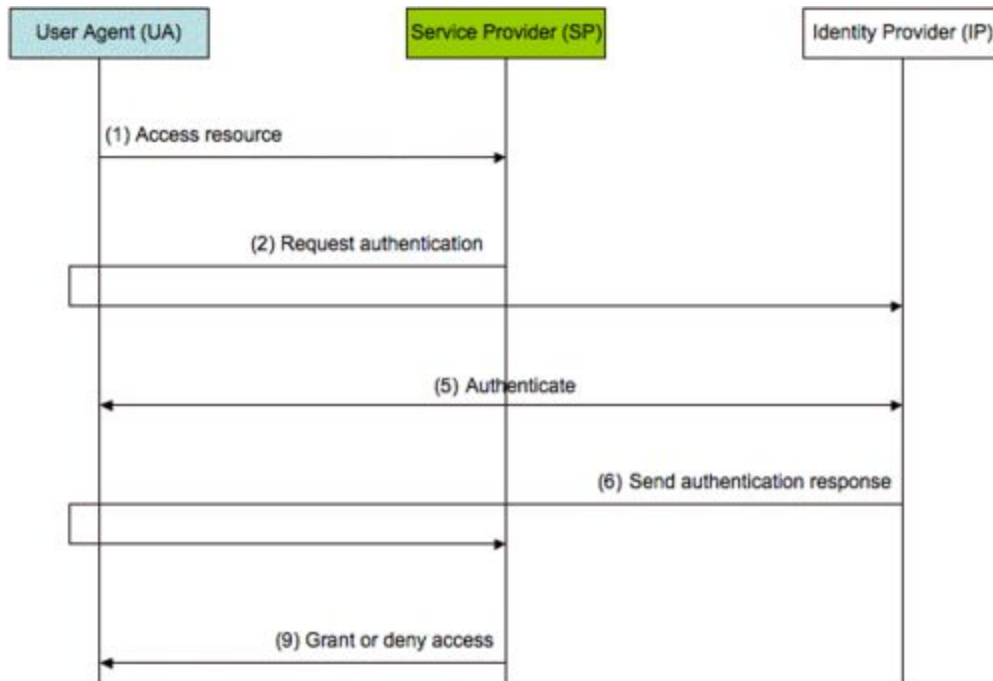 User Agent (UA)
Service Provider (SP)
Identity Provider (IP)
(1) Access resource
(2) Request authentication
(5) Authenticate
(6) Send authentication response
(9) Grant or deny access